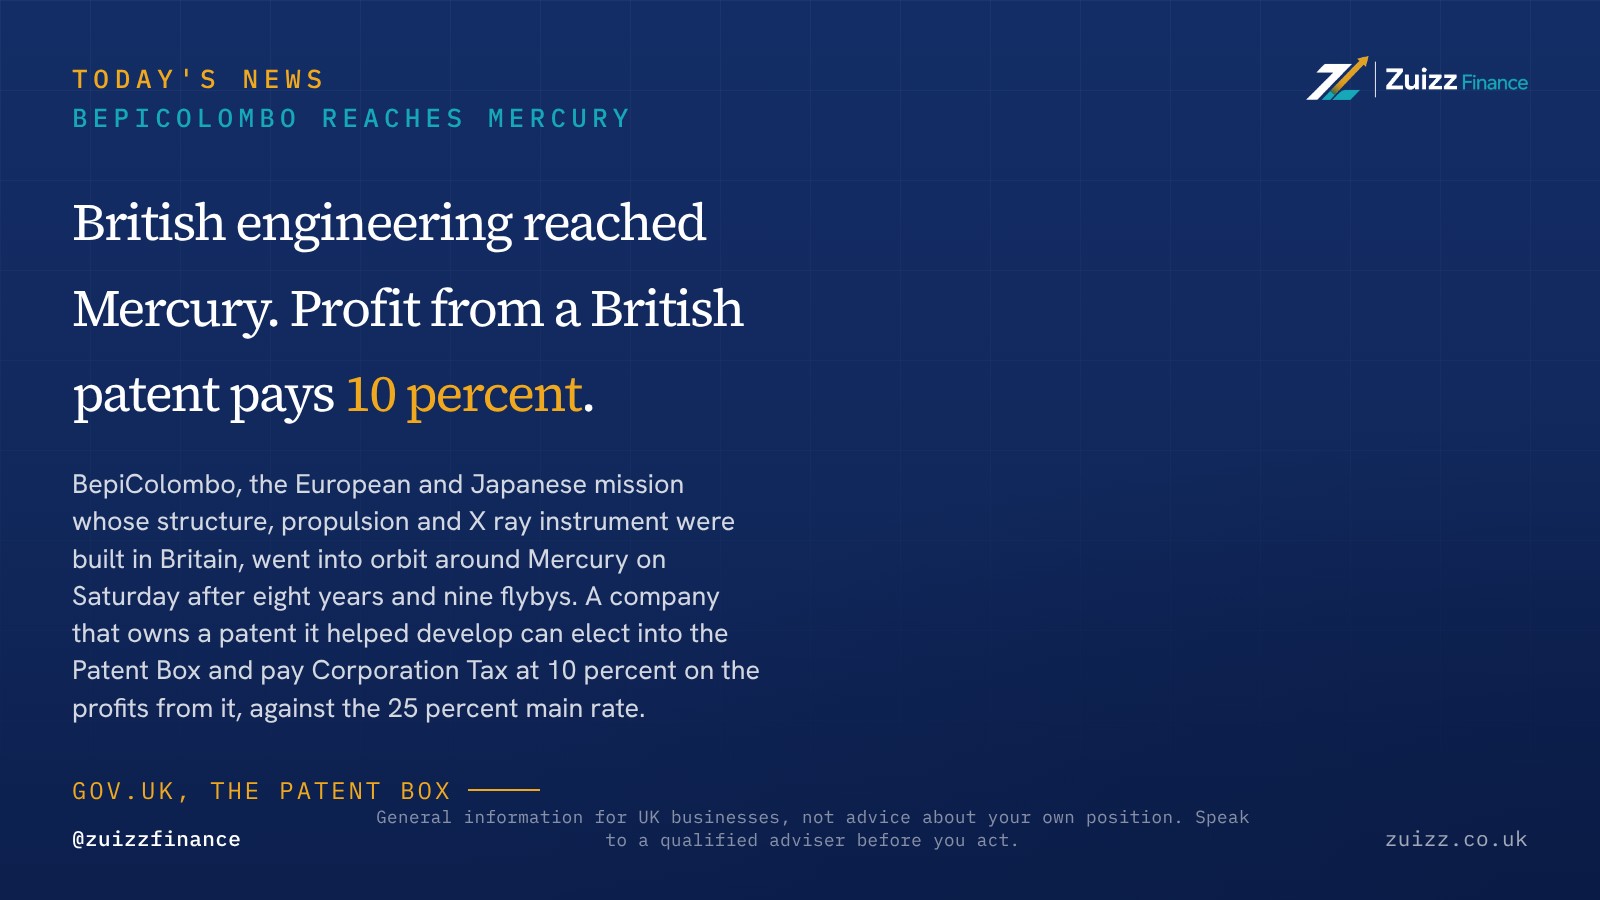 TODAY'S NEWS
BEPICOLOMBO REACHES MERCURY
Zuizz Finance
British engineering reached
Mercury. Profit from a British
patent pays 10 percent.
BepiColombo, the European and Japanese mission
whose structure, propulsion and X ray instrument were
built in Britain, went into orbit around Mercury on
Saturday after eight years and nine flybys. A company
that owns a patent it helped develop can elect into the
Patent Box and pay Corporation Tax at 10 percent on the
profits from it, against the 25 percent main rate.
GOV.UK, THE PATENT BOX
General information for UK businesses, not advice about your own position. Speak
to a qualified adviser before you act.
@zuizzfinance
zuizz.co.uk